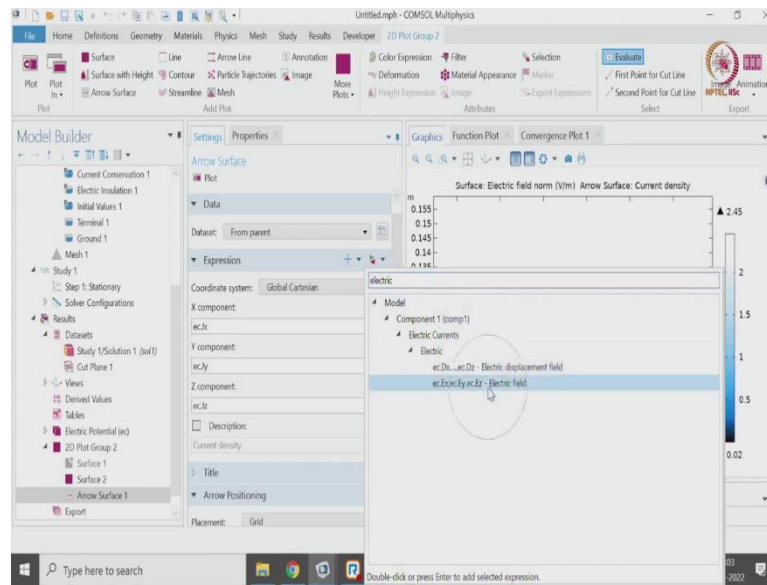 Untitled.mph - COMSOL Multiphysics
File Home Definitions Geometry Materials Physics Mesh Study Results Developer 2D Plot Group 2
Plot
Plot In
Plot
Surface
Surface with Height
Arrow Surface
Line
Contour
Streamline
Arrow Line
Particle Trajectories
Mesh
Annotation
Image
More Plots
Add Plot
Color Expression
Deformation
Height Expression
Filter
Material Appearance
Image
Selection
Marker
Export Expressions
Attributes
Evaluate
First Point for Cut Line
Second Point for Cut Line
Select
Image
Animation
Export
NPTEL, IISc
Model Builder
Current Conservation 1
Electric Insulation 1
Initial Values 1
Terminal 1
Ground 1
Mesh 1
Study 1
Step 1: Stationary
Solver Configurations
Results
Datasets
Study 1/Solution 1 (sol1)
Cut Plane 1
Views
Derived Values
Tables
Electric Potential (ec)
2D Plot Group 2
Surface 1
Surface 2
Arrow Surface 1
Export
Settings Properties
Arrow Surface
Plot
Data
Dataset: From parent
Expression
Coordinate system: Global Cartesian
X component:
ec.Jx
Y component:
ec.Jy
Z component:
ec.Jz
Description:
Current density
Title
Arrow Positioning
Placement: Grid
Graphics Function Plot Convergence Plot 1
Surface: Electric field norm (V/m) Arrow Surface: Current density
m
0.155
0.15
0.145
0.14
0.135
2.45
2
1.5
1
0.5
0.02
electric
Model
Component 1 (comp1)
Electric Currents
Electric
ec.Dx,...,ec.Dz - Electric displacement field
ec.Ex,ec.Ey,ec.Ez - Electric field
Double-click or press Enter to add selected expression.
Type here to search
03
-2022